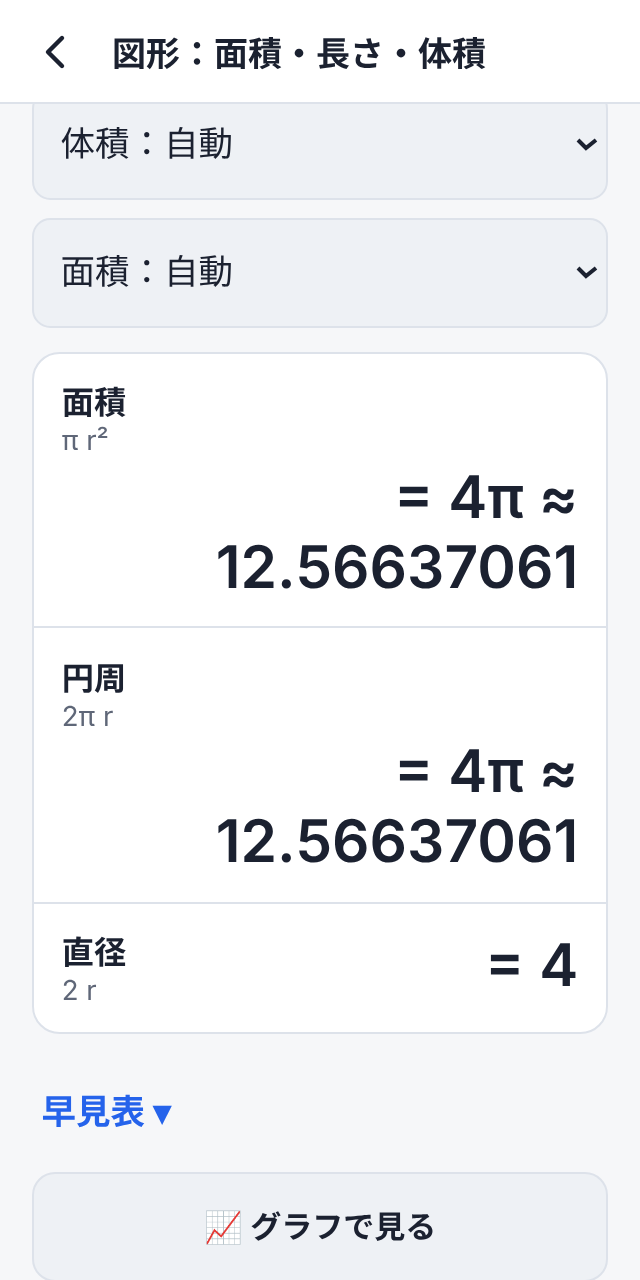 図形：面積・長さ・体積
体積：自動
面積：自動
面積
π r²
= 4π ≈
12.56637061
円周
2π r
= 4π ≈
12.56637061
直径
2 r
= 4
早見表 ▾
📈 グラフで見る